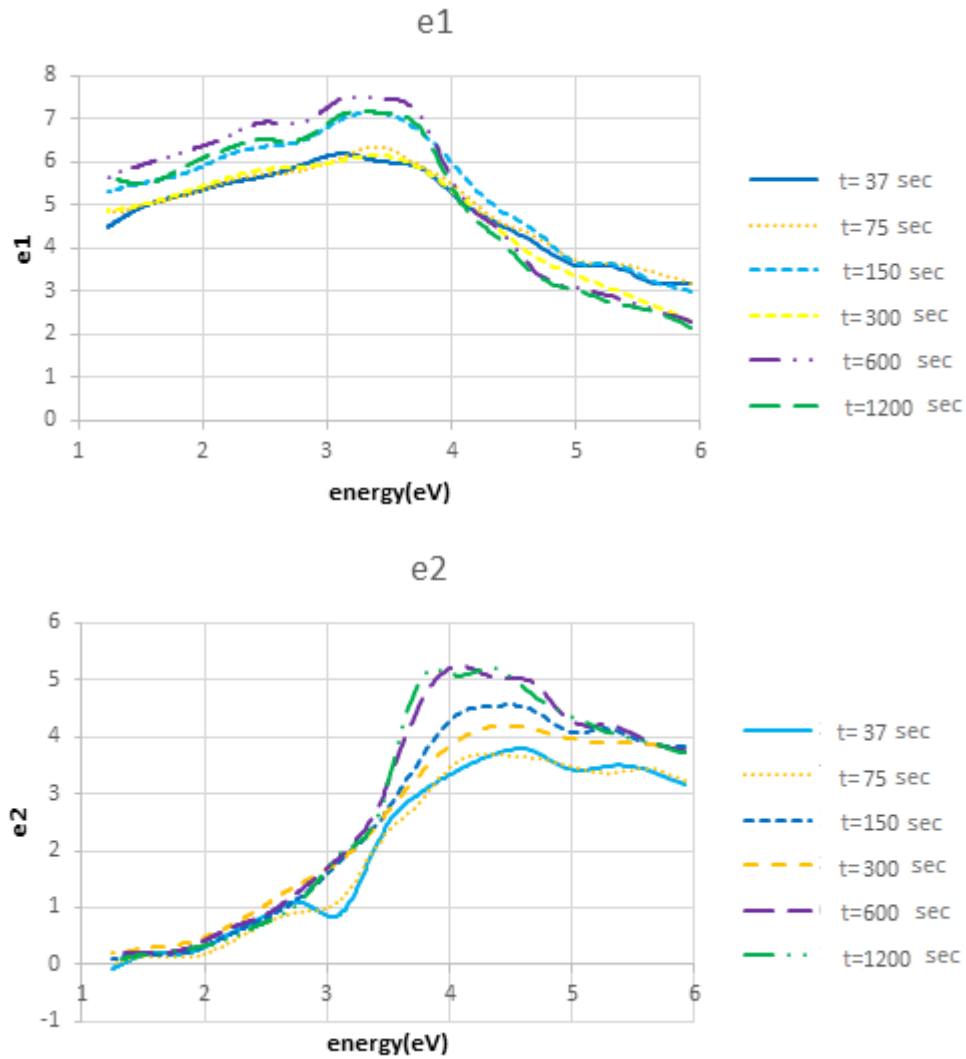 e1
8
7
6
5
4
3
2
1
0
e1
1 2 3 4 5 6
energy(eV)
t= 37 sec
t= 75 sec
t=150 sec
t=300 sec
t=600 sec
t=1200 sec
e2
6
5
4
3
2
1
0
-1
e2
1 2 3 4 5 6
energy(eV)
t= 37 sec
t= 75 sec
t=150 sec
t=300 sec
t=600 sec
t=1200 sec